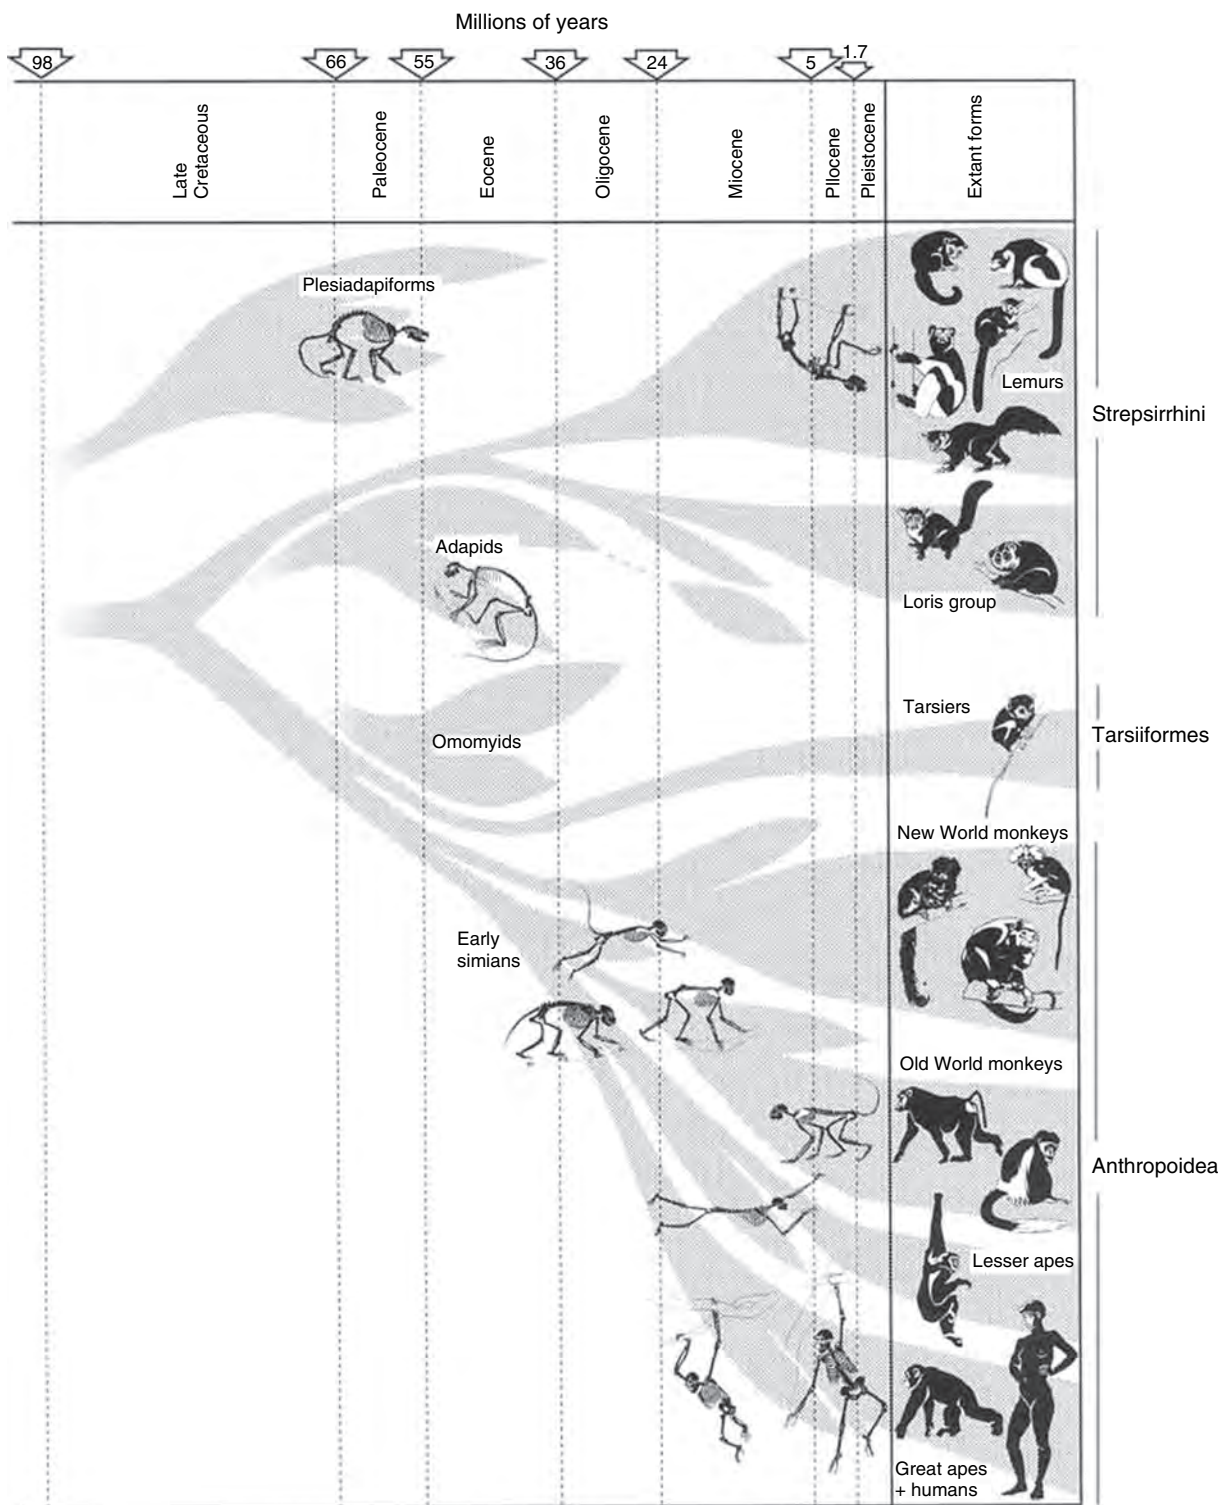 Millions of years
98
66
55
36
24
5
1.7
Late
Cretaceous
Paleocene
Eocene
Oligocene
Miocene
Pliocene
Pleistocene
Extant forms
Plesiadapiforms
Lemurs
Strepsirrhini
Adapids
Loris group
Tarsiers
Tarsiiformes
Omomyids
New World monkeys
Early
simians
Old World monkeys
Anthropoidea
Lesser apes
Great apes
+ humans